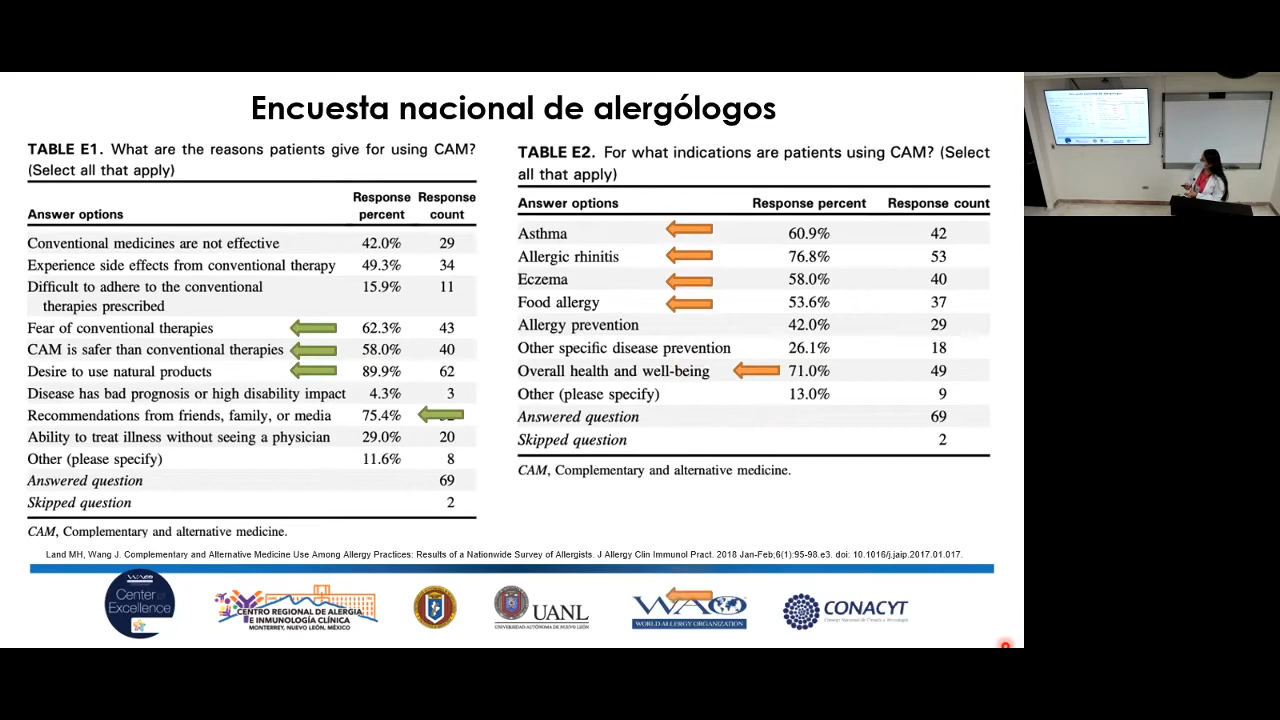 Encuesta nacional de alergólogos
TABLE E1. What are the reasons patients give for using CAM?
(Select all that apply)
Answer options Response percent Response count
Conventional medicines are not effective 42.0% 29
Experience side effects from conventional therapy 49.3% 34
Difficult to adhere to the conventional
therapies prescribed 15.9% 11
Fear of conventional therapies 62.3% 43
CAM is safer than conventional therapies 58.0% 40
Desire to use natural products 89.9% 62
Disease has bad prognosis or high disability impact 4.3% 3
Recommendations from friends, family, or media 75.4%
Ability to treat illness without seeing a physician 29.0% 20
Other (please specify) 11.6% 8
Answered question 69
Skipped question 2
CAM, Complementary and alternative medicine.
TABLE E2. For what indications are patients using CAM? (Select
all that apply)
Answer options Response percent Response count
Asthma 60.9% 42
Allergic rhinitis 76.8% 53
Eczema 58.0% 40
Food allergy 53.6% 37
Allergy prevention 42.0% 29
Other specific disease prevention 26.1% 18
Overall health and well-being 71.0% 49
Other (please specify) 13.0% 9
Answered question 69
Skipped question 2
CAM, Complementary and alternative medicine.
Land MH, Wang J. Complementary and Alternative Medicine Use Among Allergy Practices: Results of a Nationwide Survey of Allergists. J Allergy Clin Immunol Pract. 2018 Jan-Feb;6(1):95-98.e3. doi: 10.1016/j.jaip.2017.01.017.
Center of
Excellence
CENTRO REGIONAL DE ALERGIA
E INMUNOLOGÍA CLÍNICA
MONTERREY, NUEVO LEÓN, MÉXICO
UANL
UNIVERSIDAD AUTÓNOMA DE NUEVO LEÓN
WAO
WORLD ALLERGY ORGANIZATION
CONACYT
Consejo Nacional de Ciencia y Tecnología